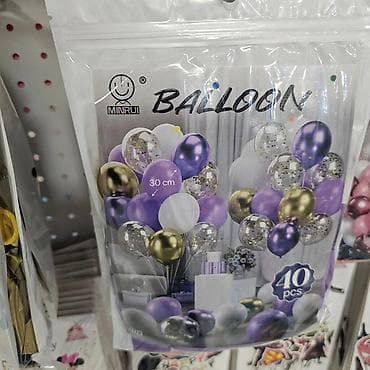 MINRUI ®
BALLOON
30 cm
40
pcs